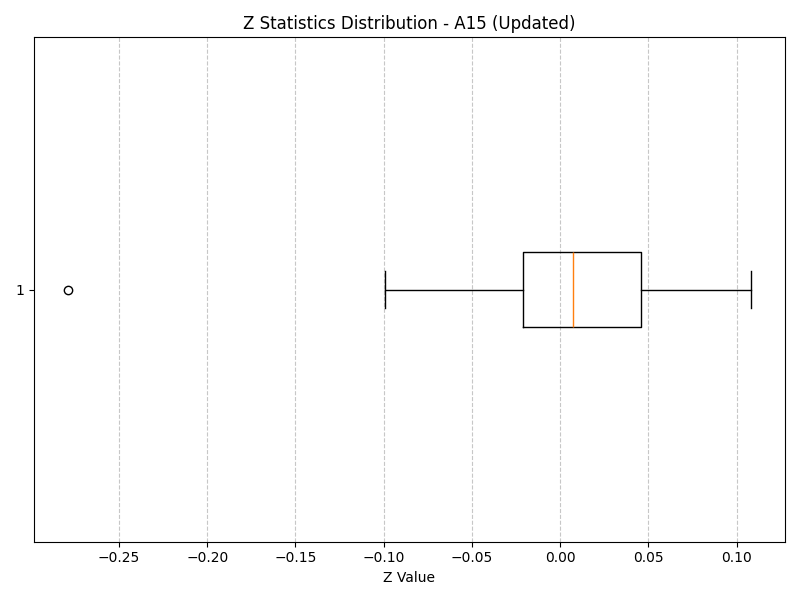 Z Statistics Distribution - A15 (Updated)
1
−0.25 −0.20 −0.15 −0.10 −0.05 0.00 0.05 0.10
Z Value